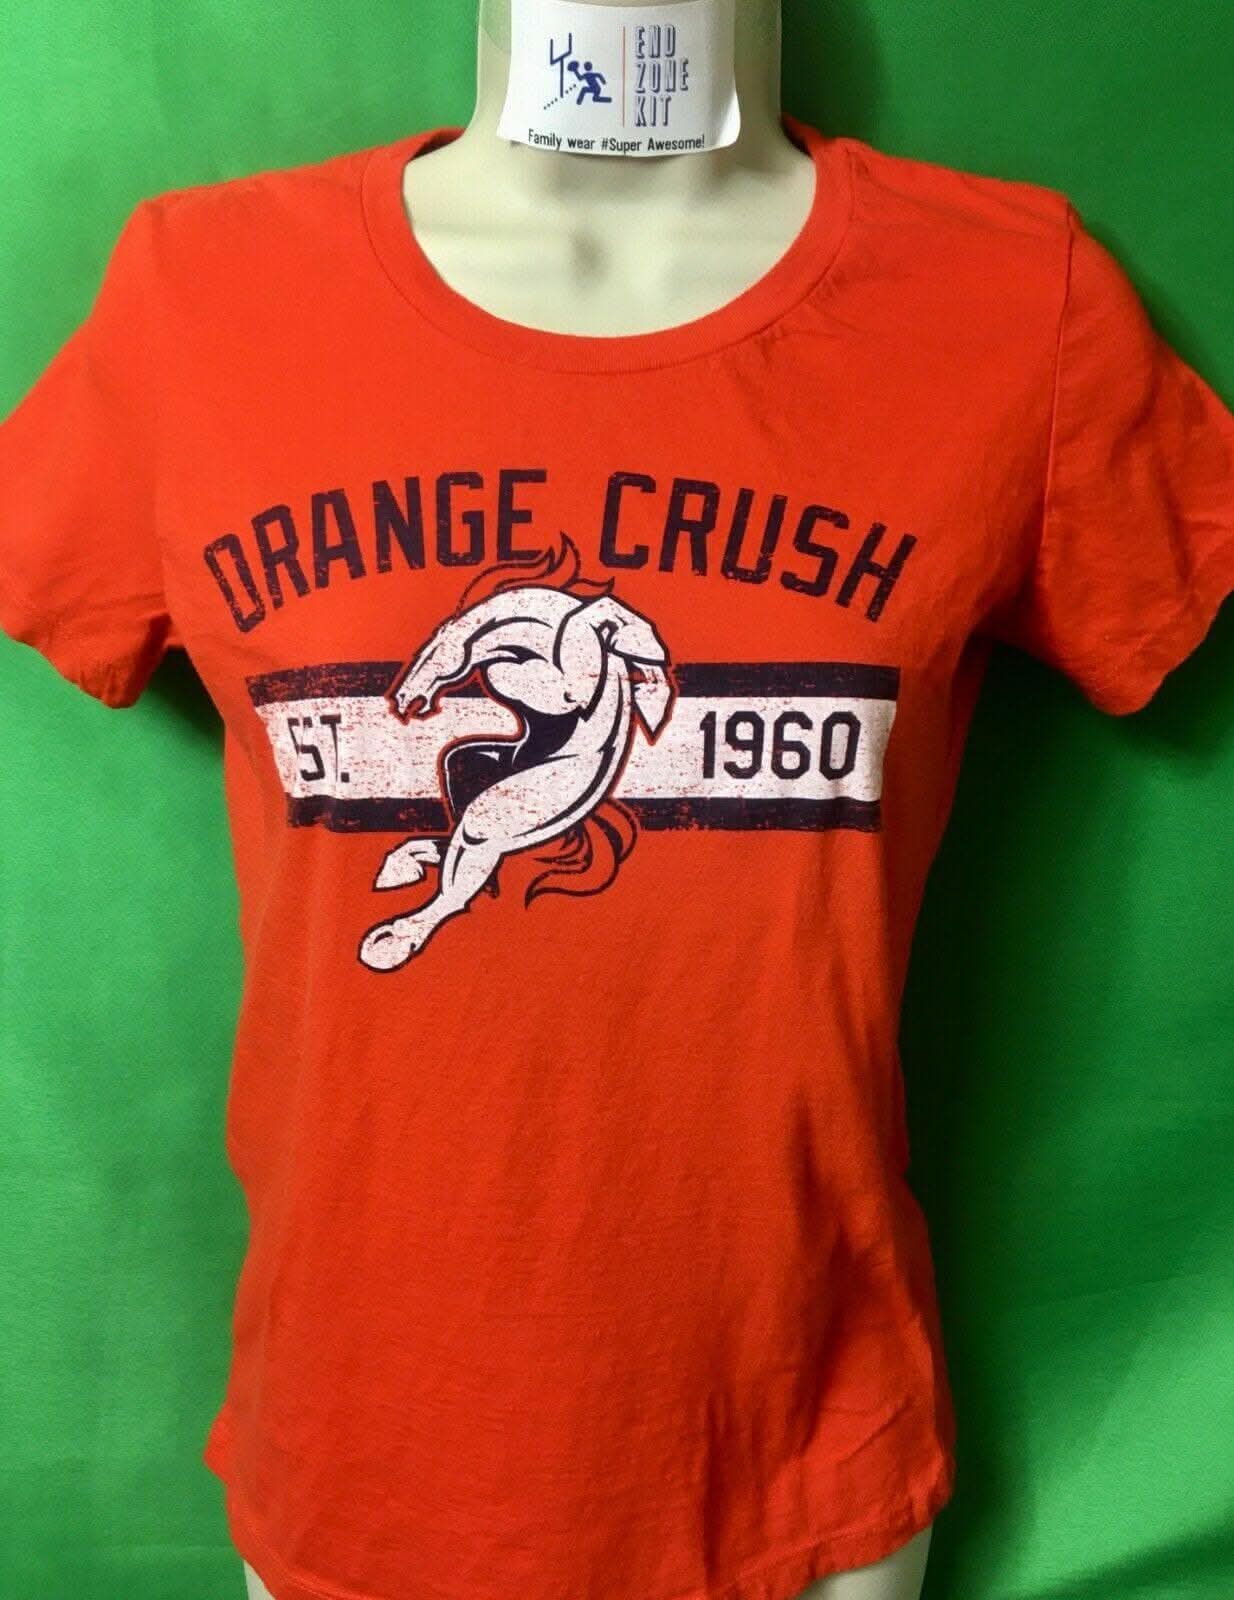 END
ZONE
KIT
Family wear #Super Awesome!
ORANGE CRUSH
EST. 1960